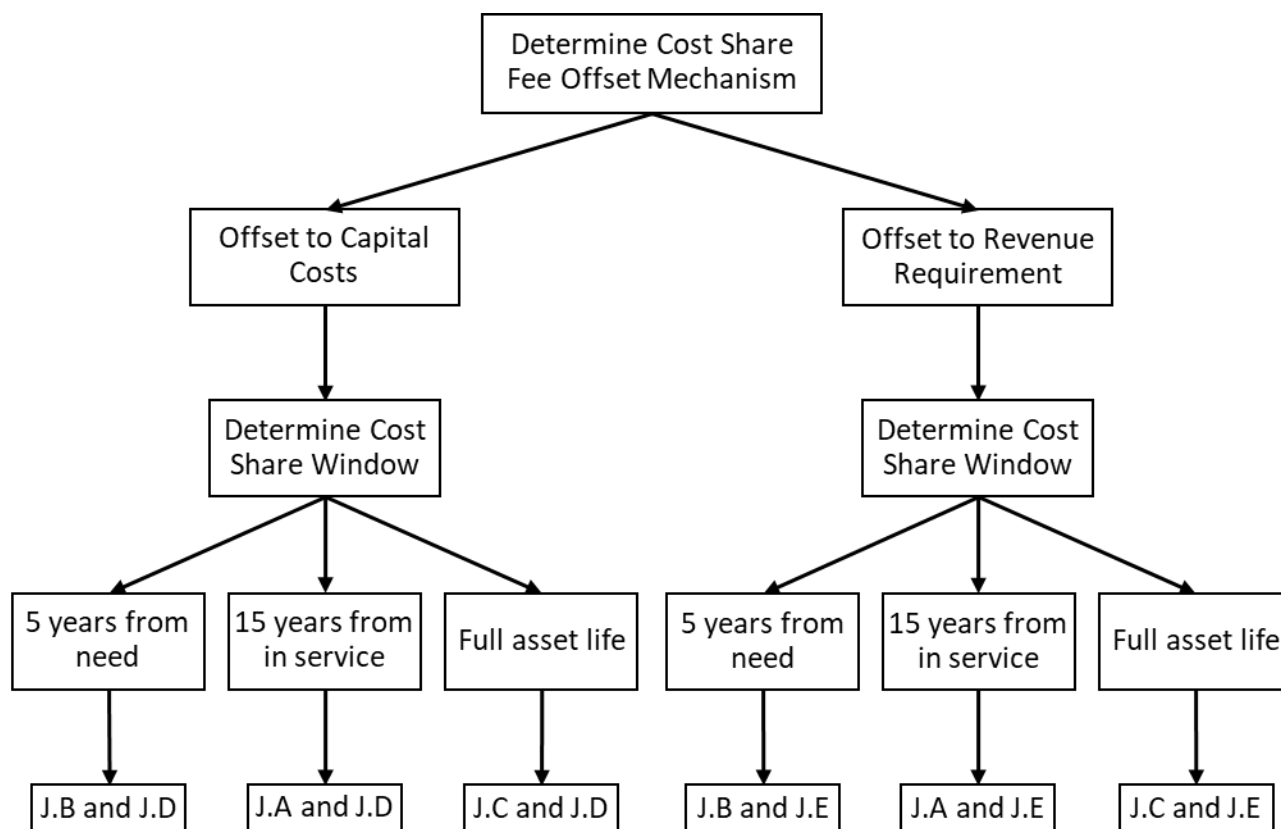 Determine Cost Share
Fee Offset Mechanism
Offset to Capital
Costs
Offset to Revenue
Requirement
Determine Cost
Share Window
Determine Cost
Share Window
5 years from
need
15 years from
in service
Full asset life
5 years from
need
15 years from
in service
Full asset life
J.B and J.D
J.A and J.D
J.C and J.D
J.B and J.E
J.A and J.E
J.C and J.E